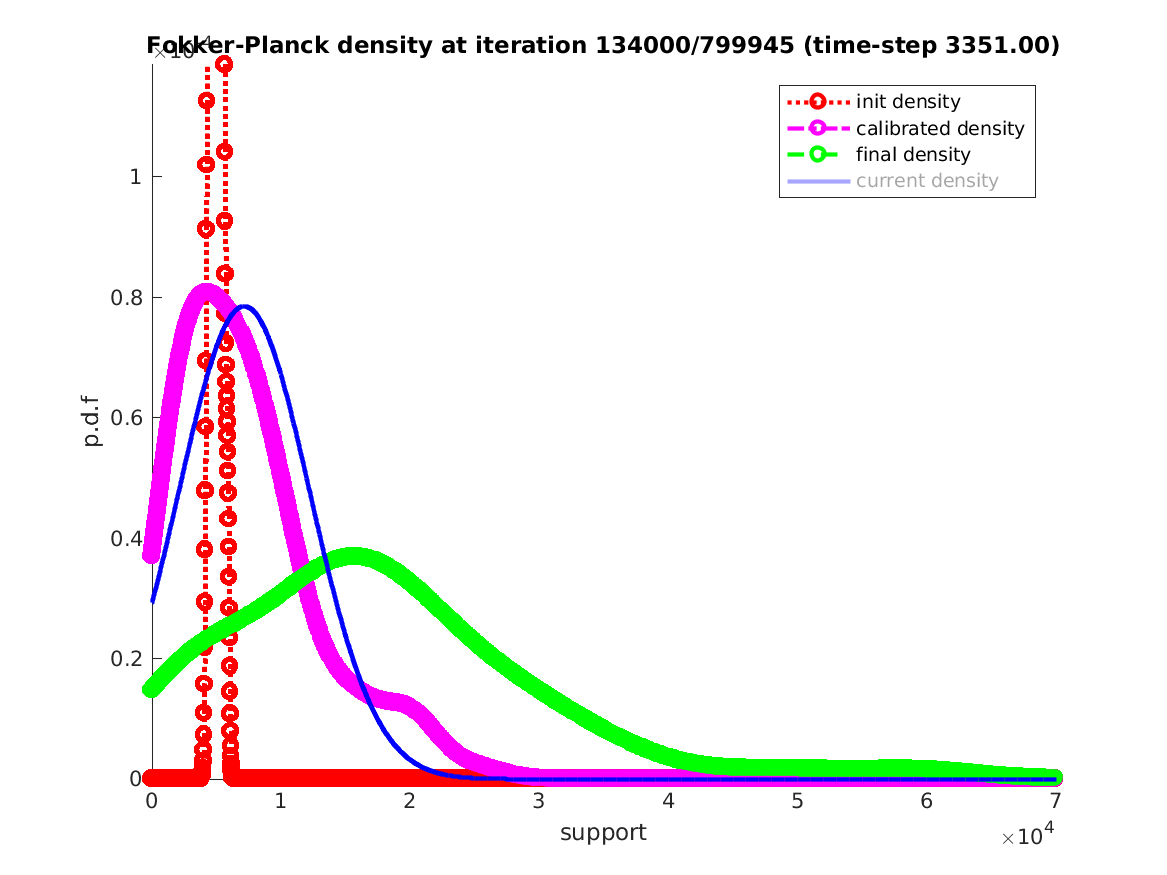 Fokker-Planck density at iteration 134000/799945 (time-step 3351.00)
×10-4
init density
calibrated density
final density
current density
1
0.8
0.6
0.4
0.2
0
p.d.f
0 1 2 3 4 5 6 7
support
×10^4